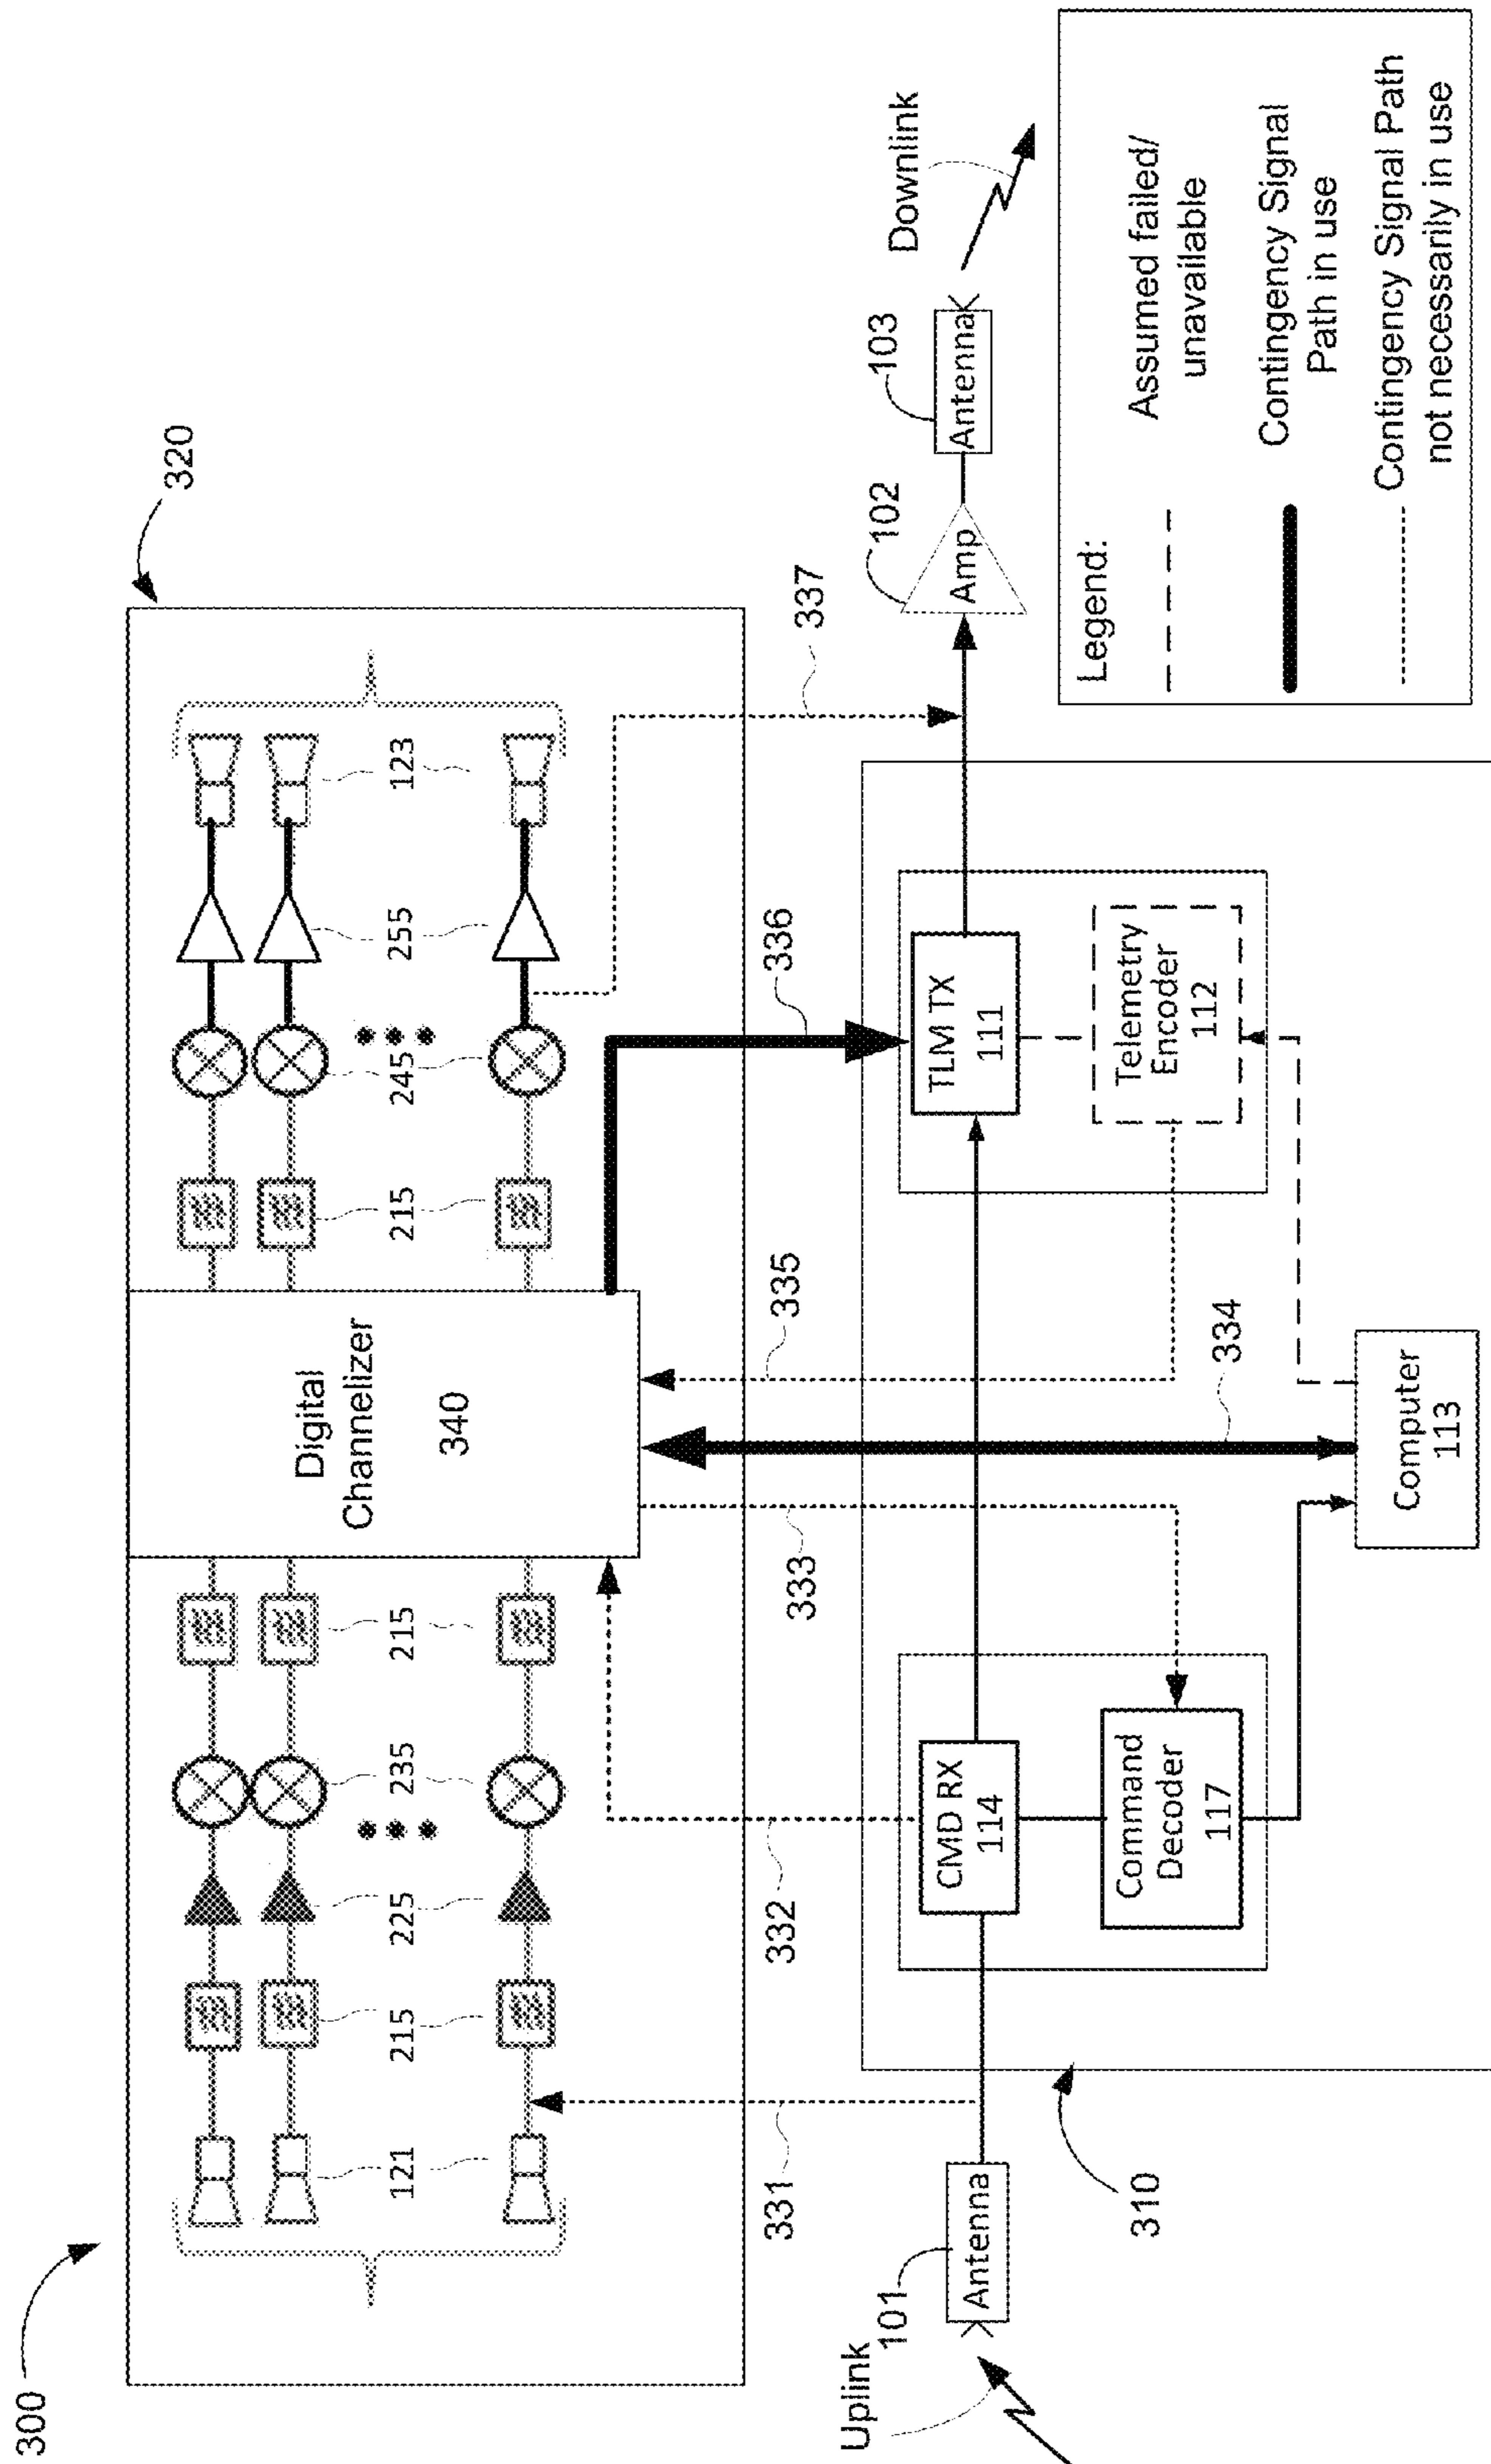 300
320
121
215
225
235
215
Digital
Channelizer
340
215
245
255
123
331
332
333
334
335
336
337
Uplink
101
Antenna
310
CMD RX
114
Command
Decoder
117
TLM TX
111
Telemetry
Encoder
112
Computer
113
102
Amp
103
Antenna
Downlink
Legend:
Assumed failed/
unavailable
Contingency Signal
Path in use
Contingency Signal Path
not necessarily in use